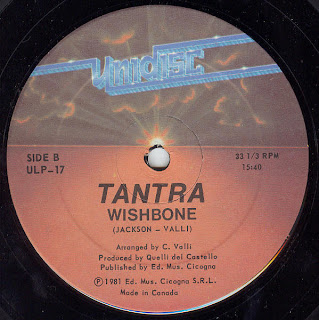 Unidisc
SIDE B
ULP-17
33 1/3 RPM
15:40
TANTRA
WISHBONE
(JACKSON - VALLI)
Arranged by C. Valli
Produced by Quelli del Castello
Published by Ed. Mus. Cicogna
Ⓟ 1981 Ed. Mus. Cicogna S.R.L.
Made in Canada